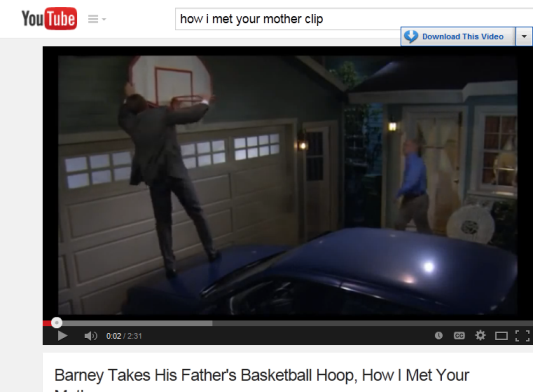 YouTube
how i met your mother clip
Download This Video
0:02 / 2:31
CC
Barney Takes His Father's Basketball Hoop, How I Met Your